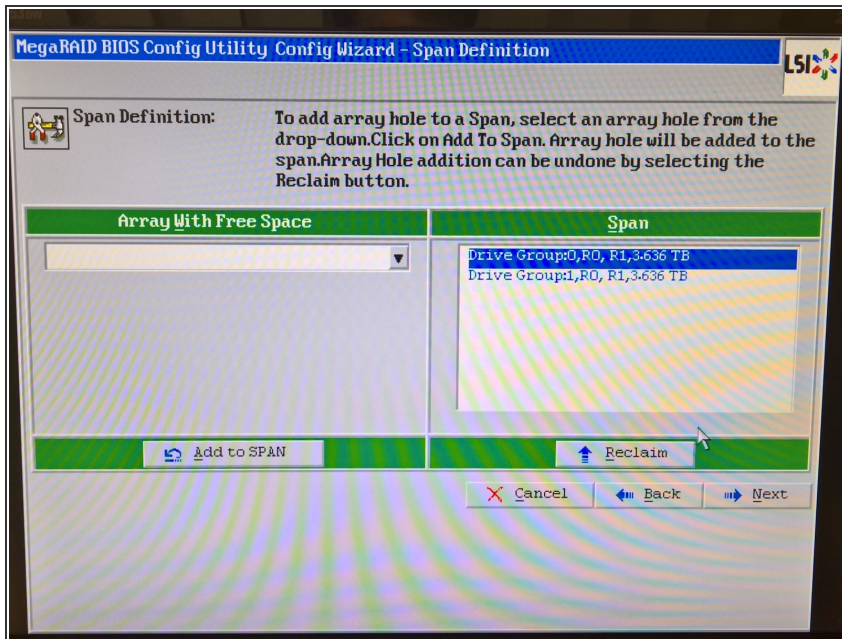 MegaRAID BIOS Config Utility Config Wizard - Span Definition
LSI
Span Definition:
To add array hole to a Span, select an array hole from the
drop-down.Click on Add To Span. Array hole will be added to the
span.Array Hole addition can be undone by selecting the
Reclaim button.
Array With Free Space
Span
Drive Group:0,R0, R1,3.636 TB
Drive Group:1,R0, R1,3.636 TB
Add to SPAN
Reclaim
Cancel
Back
Next